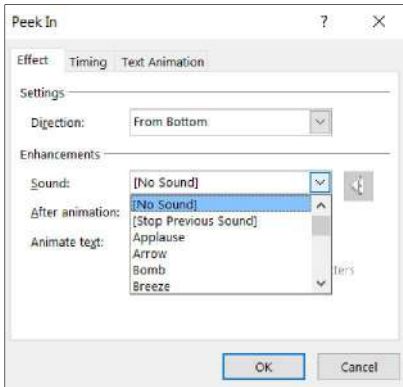 Peek In ?
Effect Timing Text Animation
Settings
Direction: From Bottom
Enhancements
Sound: [No Sound]
[No Sound]
After animation: [Stop Previous Sound]
Applause
Animate text: Arrow
Bomb
Breeze
OK Cancel